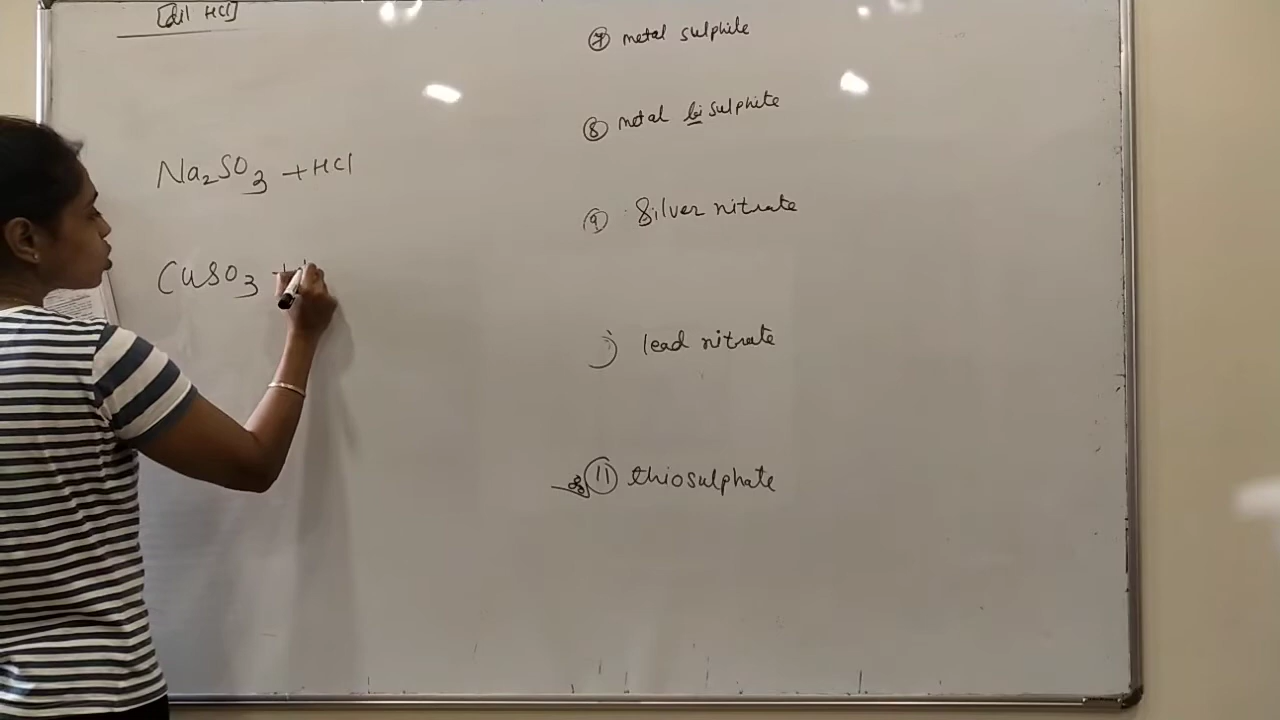 [dil HCl]
Na₂SO₃ + HCl
CuSO₃ +
⑦ metal sulphite
⑧ metal bisulphite
⑨ Silver nitrate
lead nitrate
⑪ thiosulphate